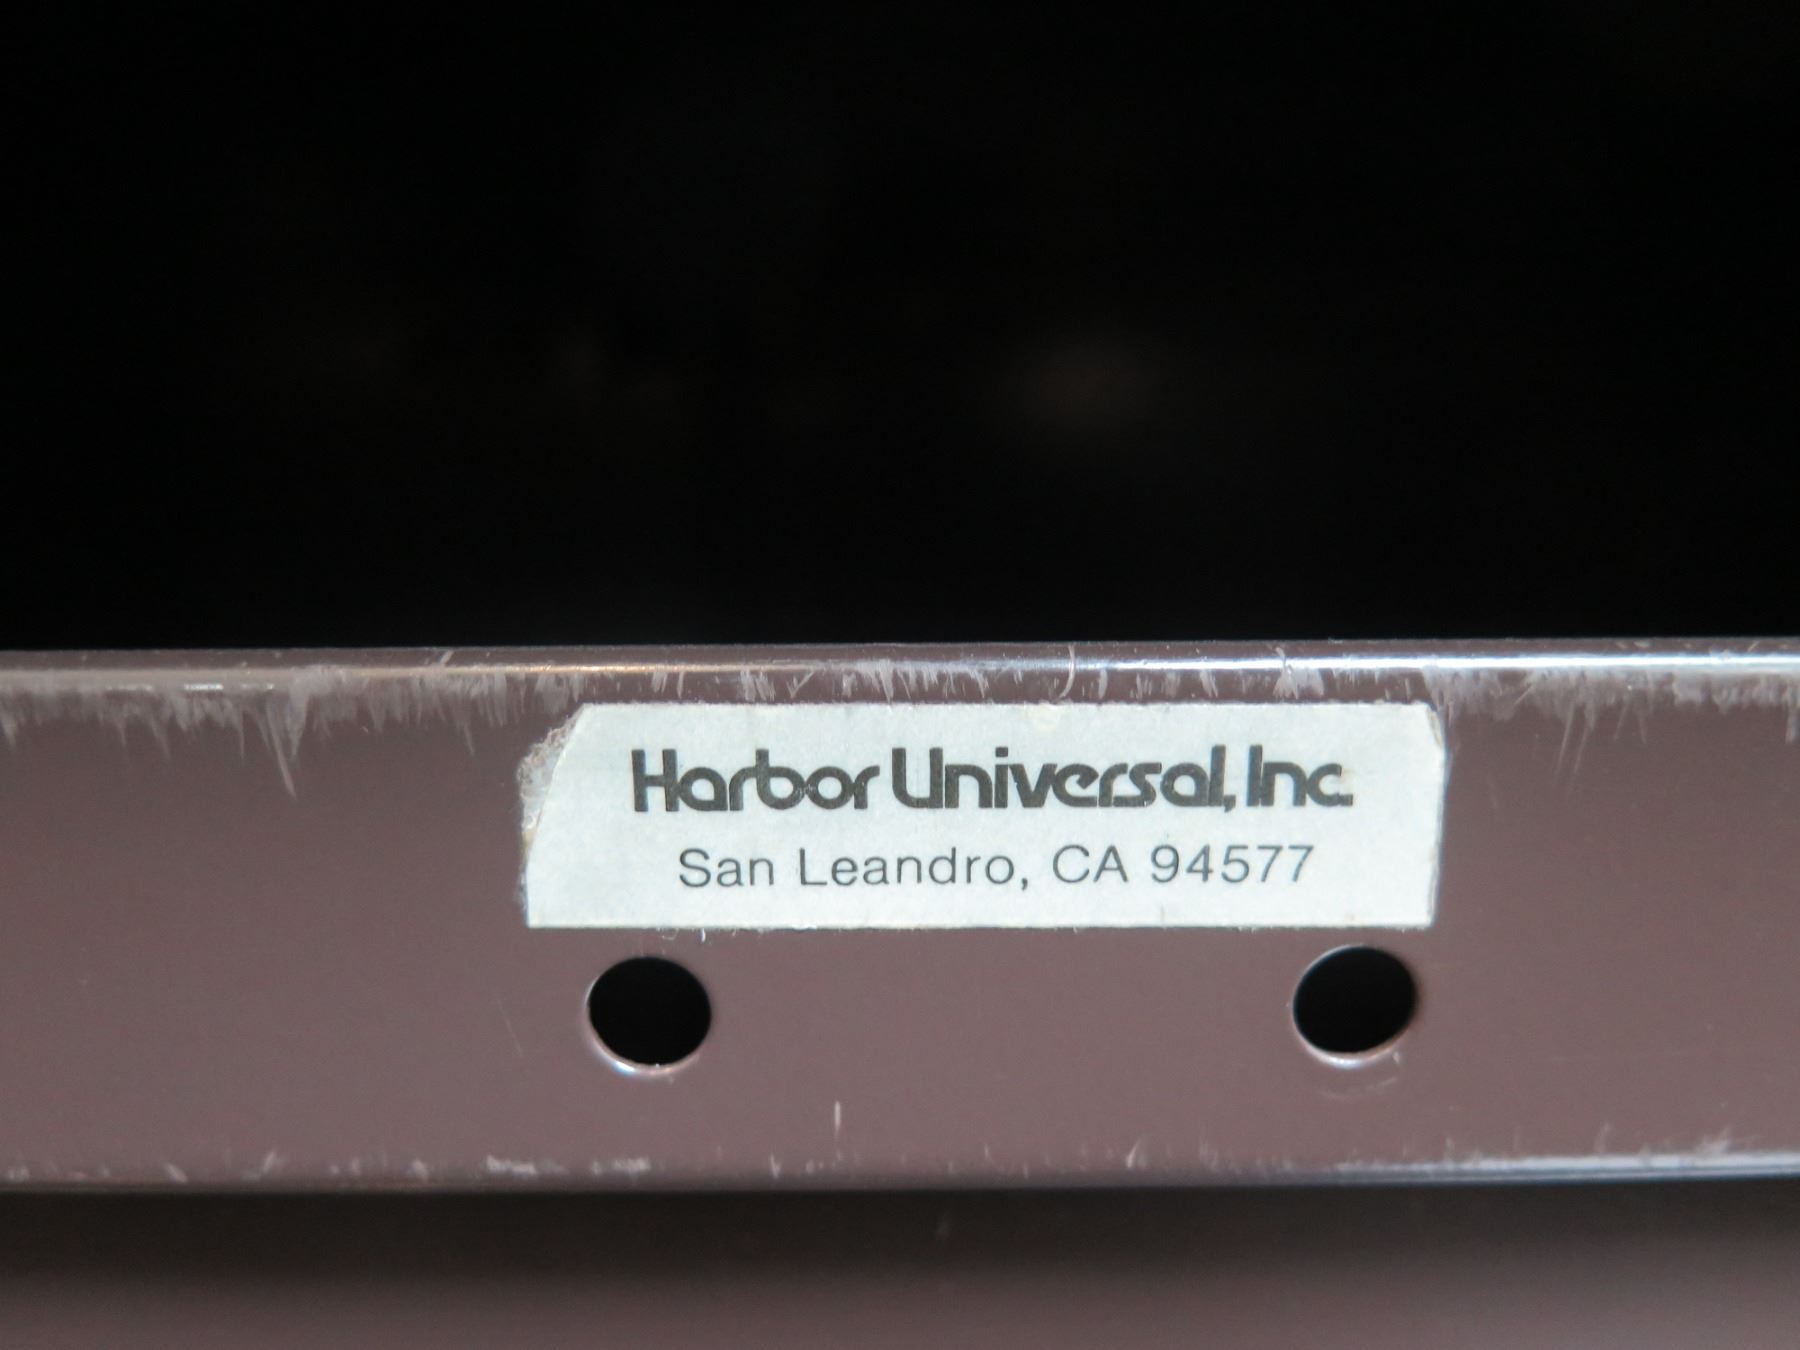 Harbor Universal, Inc.
San Leandro, CA 94577